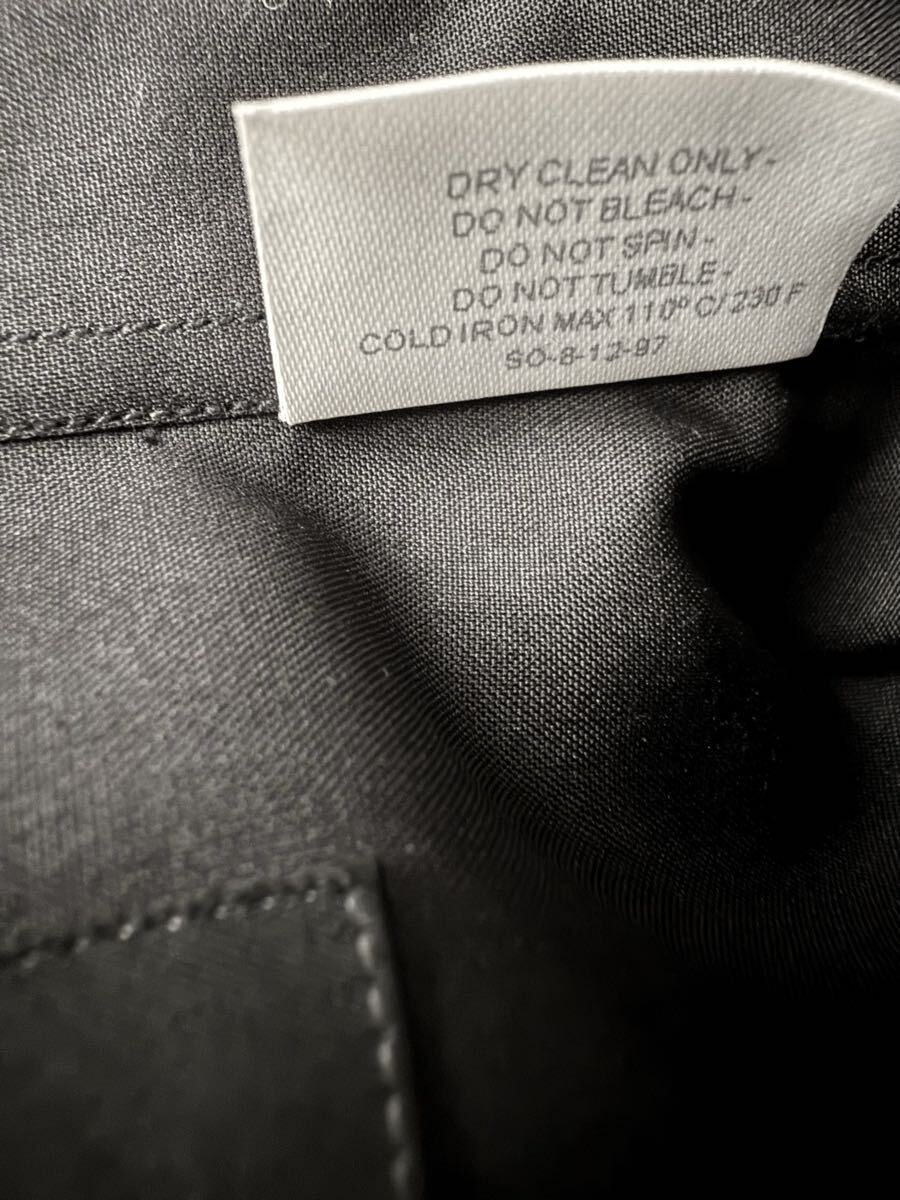 DRY CLEAN ONLY-
DO NOT BLEACH-
DO NOT SPIN-
DO NOT TUMBLE-
COLD IRON MAX 110º C/ 230 F
SO-8-12-97